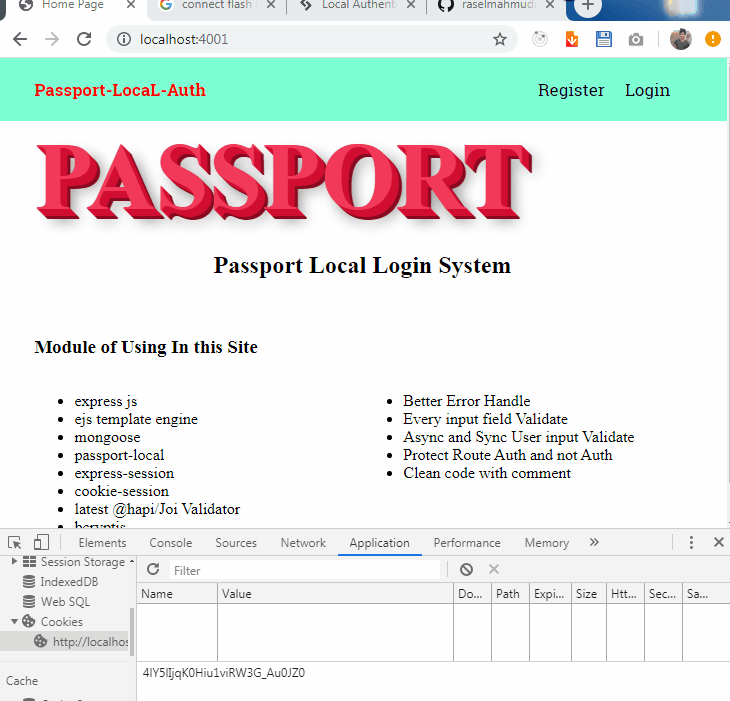 Home Page
connect flash
Local Authenti
raselmahmud
localhost:4001
Passport-LocaL-Auth
Register
Login
PASSPORT
Passport Local Login System
Module of Using In this Site
express js
ejs template engine
mongoose
passport-local
express-session
cookie-session
latest @hapi/Joi Validator
bcryptjs
Better Error Handle
Every input field Validate
Async and Sync User input Validate
Protect Route Auth and not Auth
Clean code with comment
Elements Console Sources Network Application Performance Memory
Session Storage
IndexedDB
Web SQL
Cookies
http://localhos
Cache
Filter
Name Value Do... Path Expi... Size Htt... Sec... Sa...